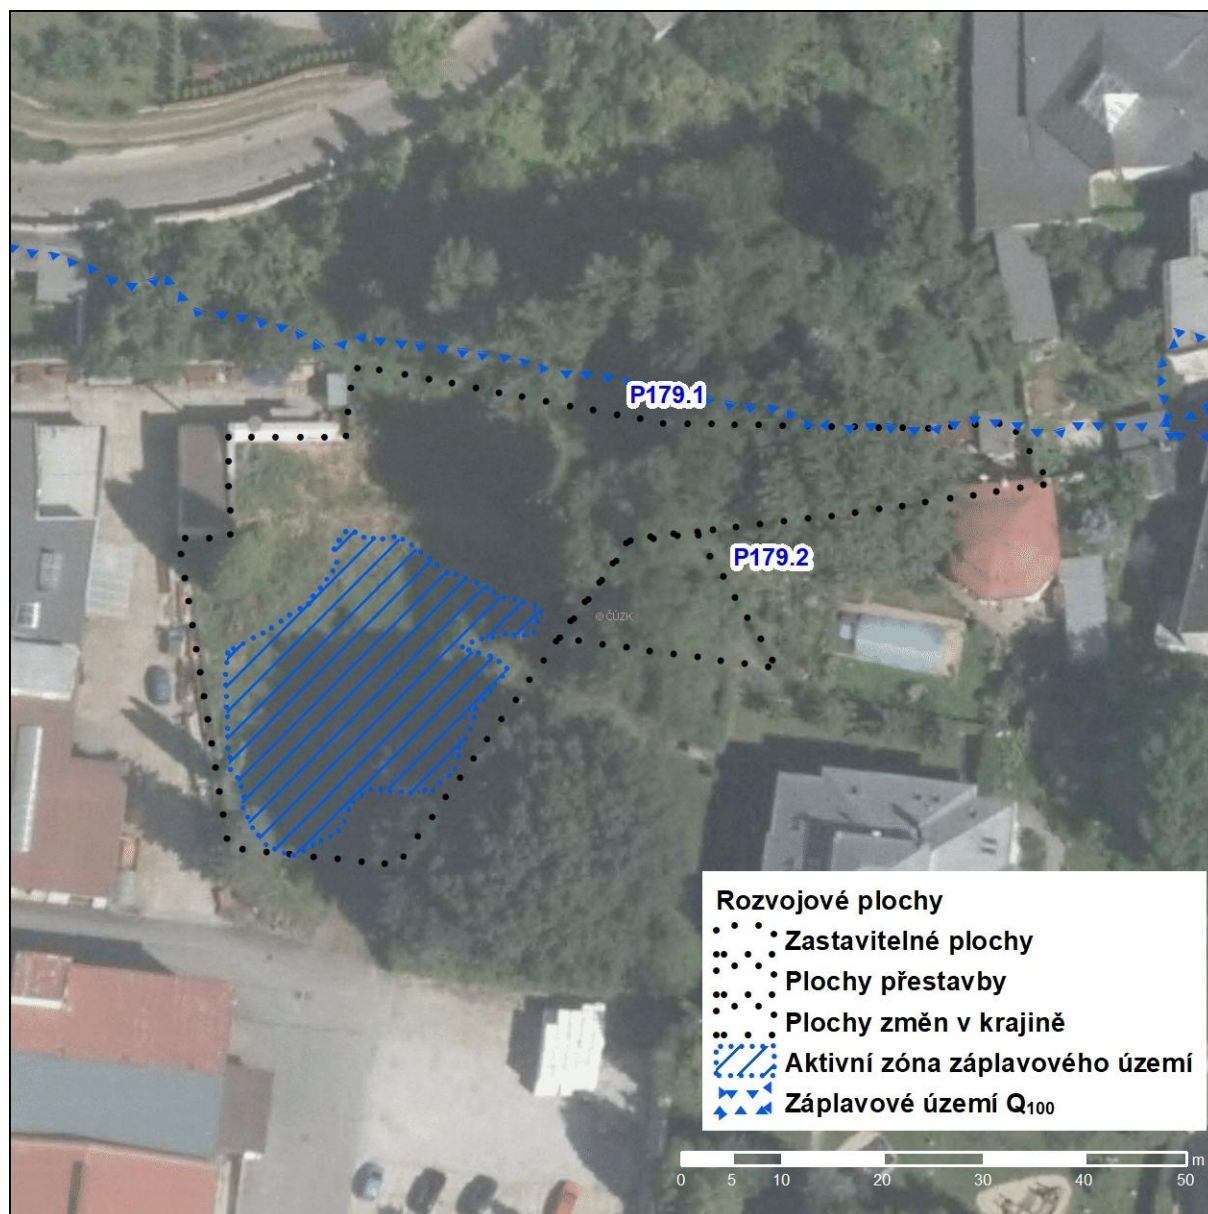 P179.1
P179.2
© ČÚZK
Rozvojové plochy
Zastavitelné plochy
Plochy přestavby
Plochy změn v krajině
Aktivní zóna záplavového území
Záplavové území Q₁₀₀
m
0 5 10 20 30 40 50